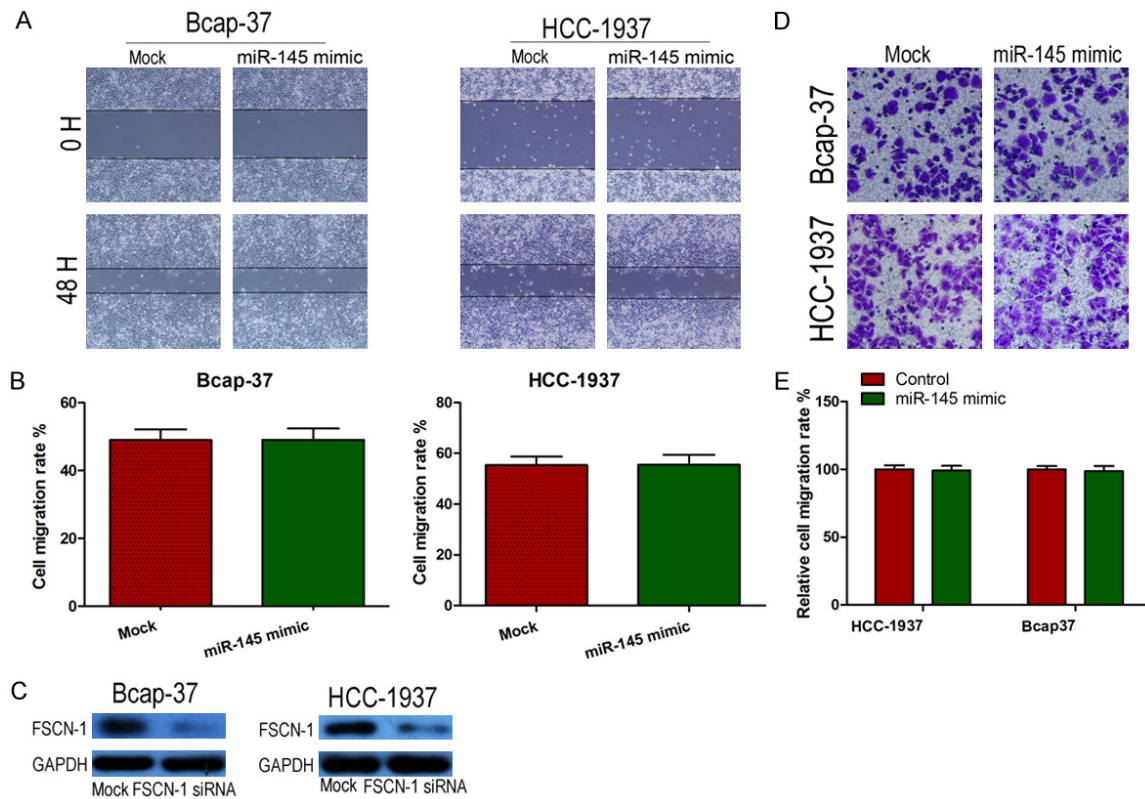 A
Bcap-37
Mock
miR-145 mimic
HCC-1937
Mock
miR-145 mimic
0 H
48 H
D
Mock
miR-145 mimic
Bcap-37
HCC-1937
B
Bcap-37
Cell migration rate %
60
40
20
0
Mock
miR-145 mimic
HCC-1937
Cell migration rate %
80
60
40
20
0
Mock
miR-145 mimic
E
Control
miR-145 mimic
Relative cell migration rate %
150
100
50
0
HCC-1937
Bcap37
C
Bcap-37
FSCN-1
GAPDH
Mock FSCN-1 siRNA
HCC-1937
FSCN-1
GAPDH
Mock FSCN-1 siRNA